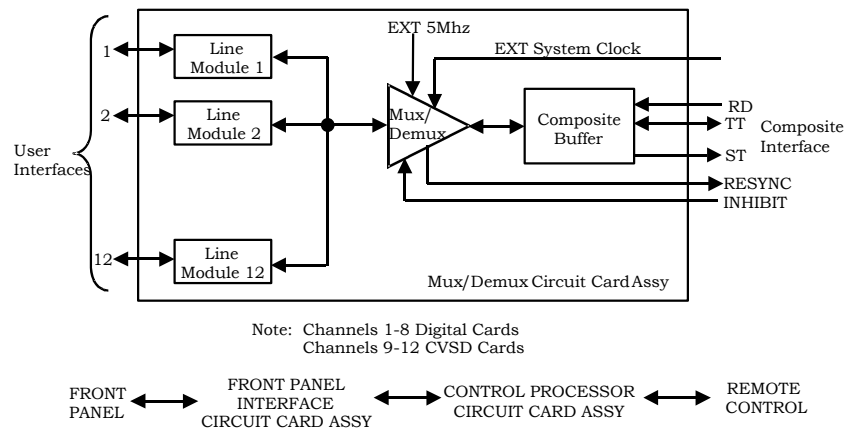 EXT 5Mhz
EXT System Clock
1
Line
Module 1
2
Line
Module 2
12
Line
Module 12
User
Interfaces
Mux/
Demux
Composite
Buffer
RD
TT
ST
Composite
Interface
RESYNC
INHIBIT
Mux/Demux Circuit Card Assy
Note: Channels 1-8 Digital Cards
Channels 9-12 CVSD Cards
FRONT
PANEL
FRONT PANEL
INTERFACE
CIRCUIT CARD ASSY
CONTROL PROCESSOR
CIRCUIT CARD ASSY
REMOTE
CONTROL